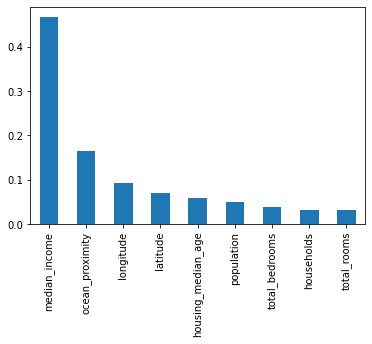 0.4
0.3
0.2
0.1
0.0
median_income
ocean_proximity
longitude
latitude
housing_median_age
population
total_bedrooms
households
total_rooms